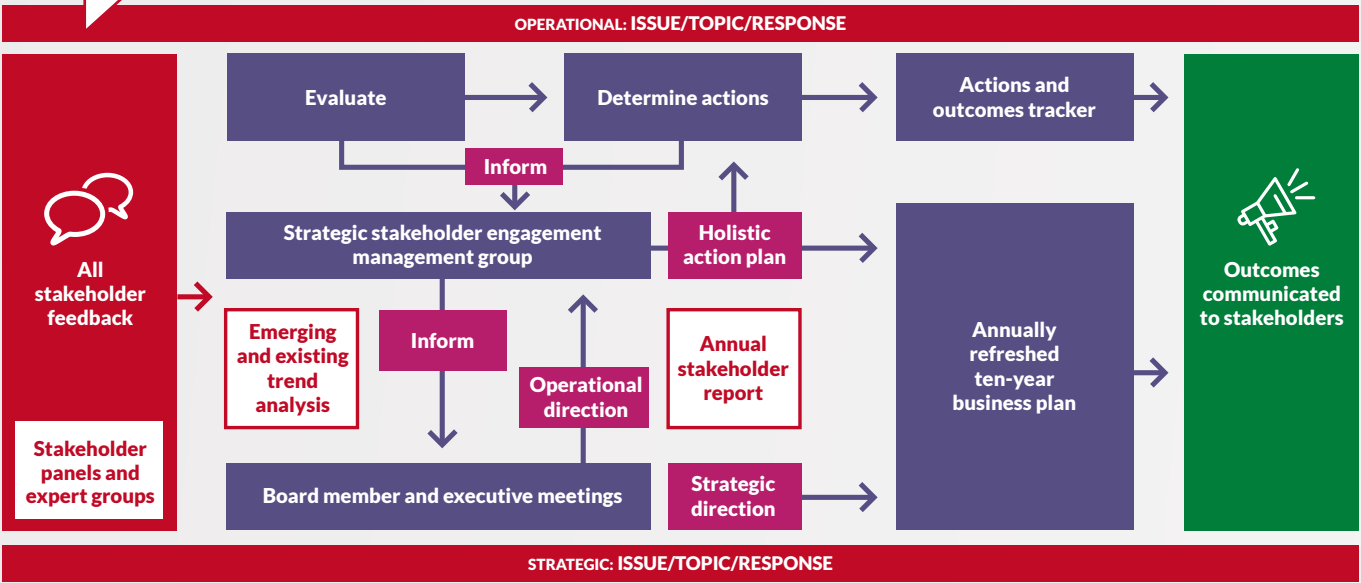 OPERATIONAL: ISSUE/TOPIC/RESPONSE
All
stakeholder
feedback
Stakeholder
panels and
expert groups
Evaluate
Determine actions
Actions and
outcomes tracker
Inform
Strategic stakeholder engagement
management group
Holistic
action plan
Emerging
and existing
trend
analysis
Inform
Operational
direction
Annual
stakeholder
report
Annually
refreshed
ten-year
business plan
Board member and executive meetings
Strategic
direction
Outcomes
communicated
to stakeholders
STRATEGIC: ISSUE/TOPIC/RESPONSE